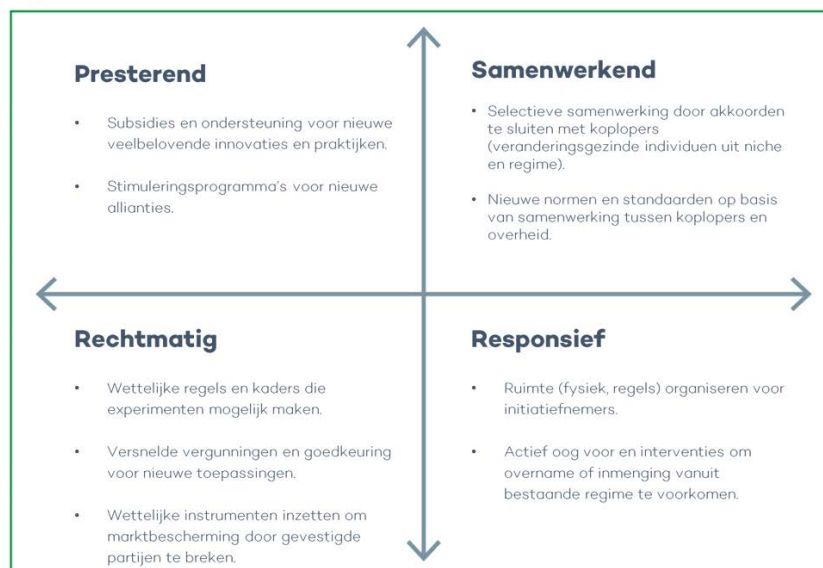 Presterend
• Subsidies en ondersteuning voor nieuwe
veelbelovende innovaties en praktijken.
• Stimuleringsprogramma's voor nieuwe
allianties.
Samenwerkend
• Selectieve samenwerking door akkoorden
te sluiten met koplopers
(veranderingsgezinde individuen uit niche
en regime).
• Nieuwe normen en standaarden op basis
van samenwerking tussen koplopers en
overheid.
Rechtmatig
• Wettelijke regels en kaders die
experimenten mogelijk maken.
• Versnelde vergunningen en goedkeuring
voor nieuwe toepassingen.
• Wettelijke instrumenten inzetten om
marktbescherming door gevestigde
partijen te breken.
Responsief
• Ruimte (fysiek, regels) organiseren voor
initiatiefnemers.
• Actief oog voor en interventies om
overname of inmenging vanuit
bestaande regime te voorkomen.